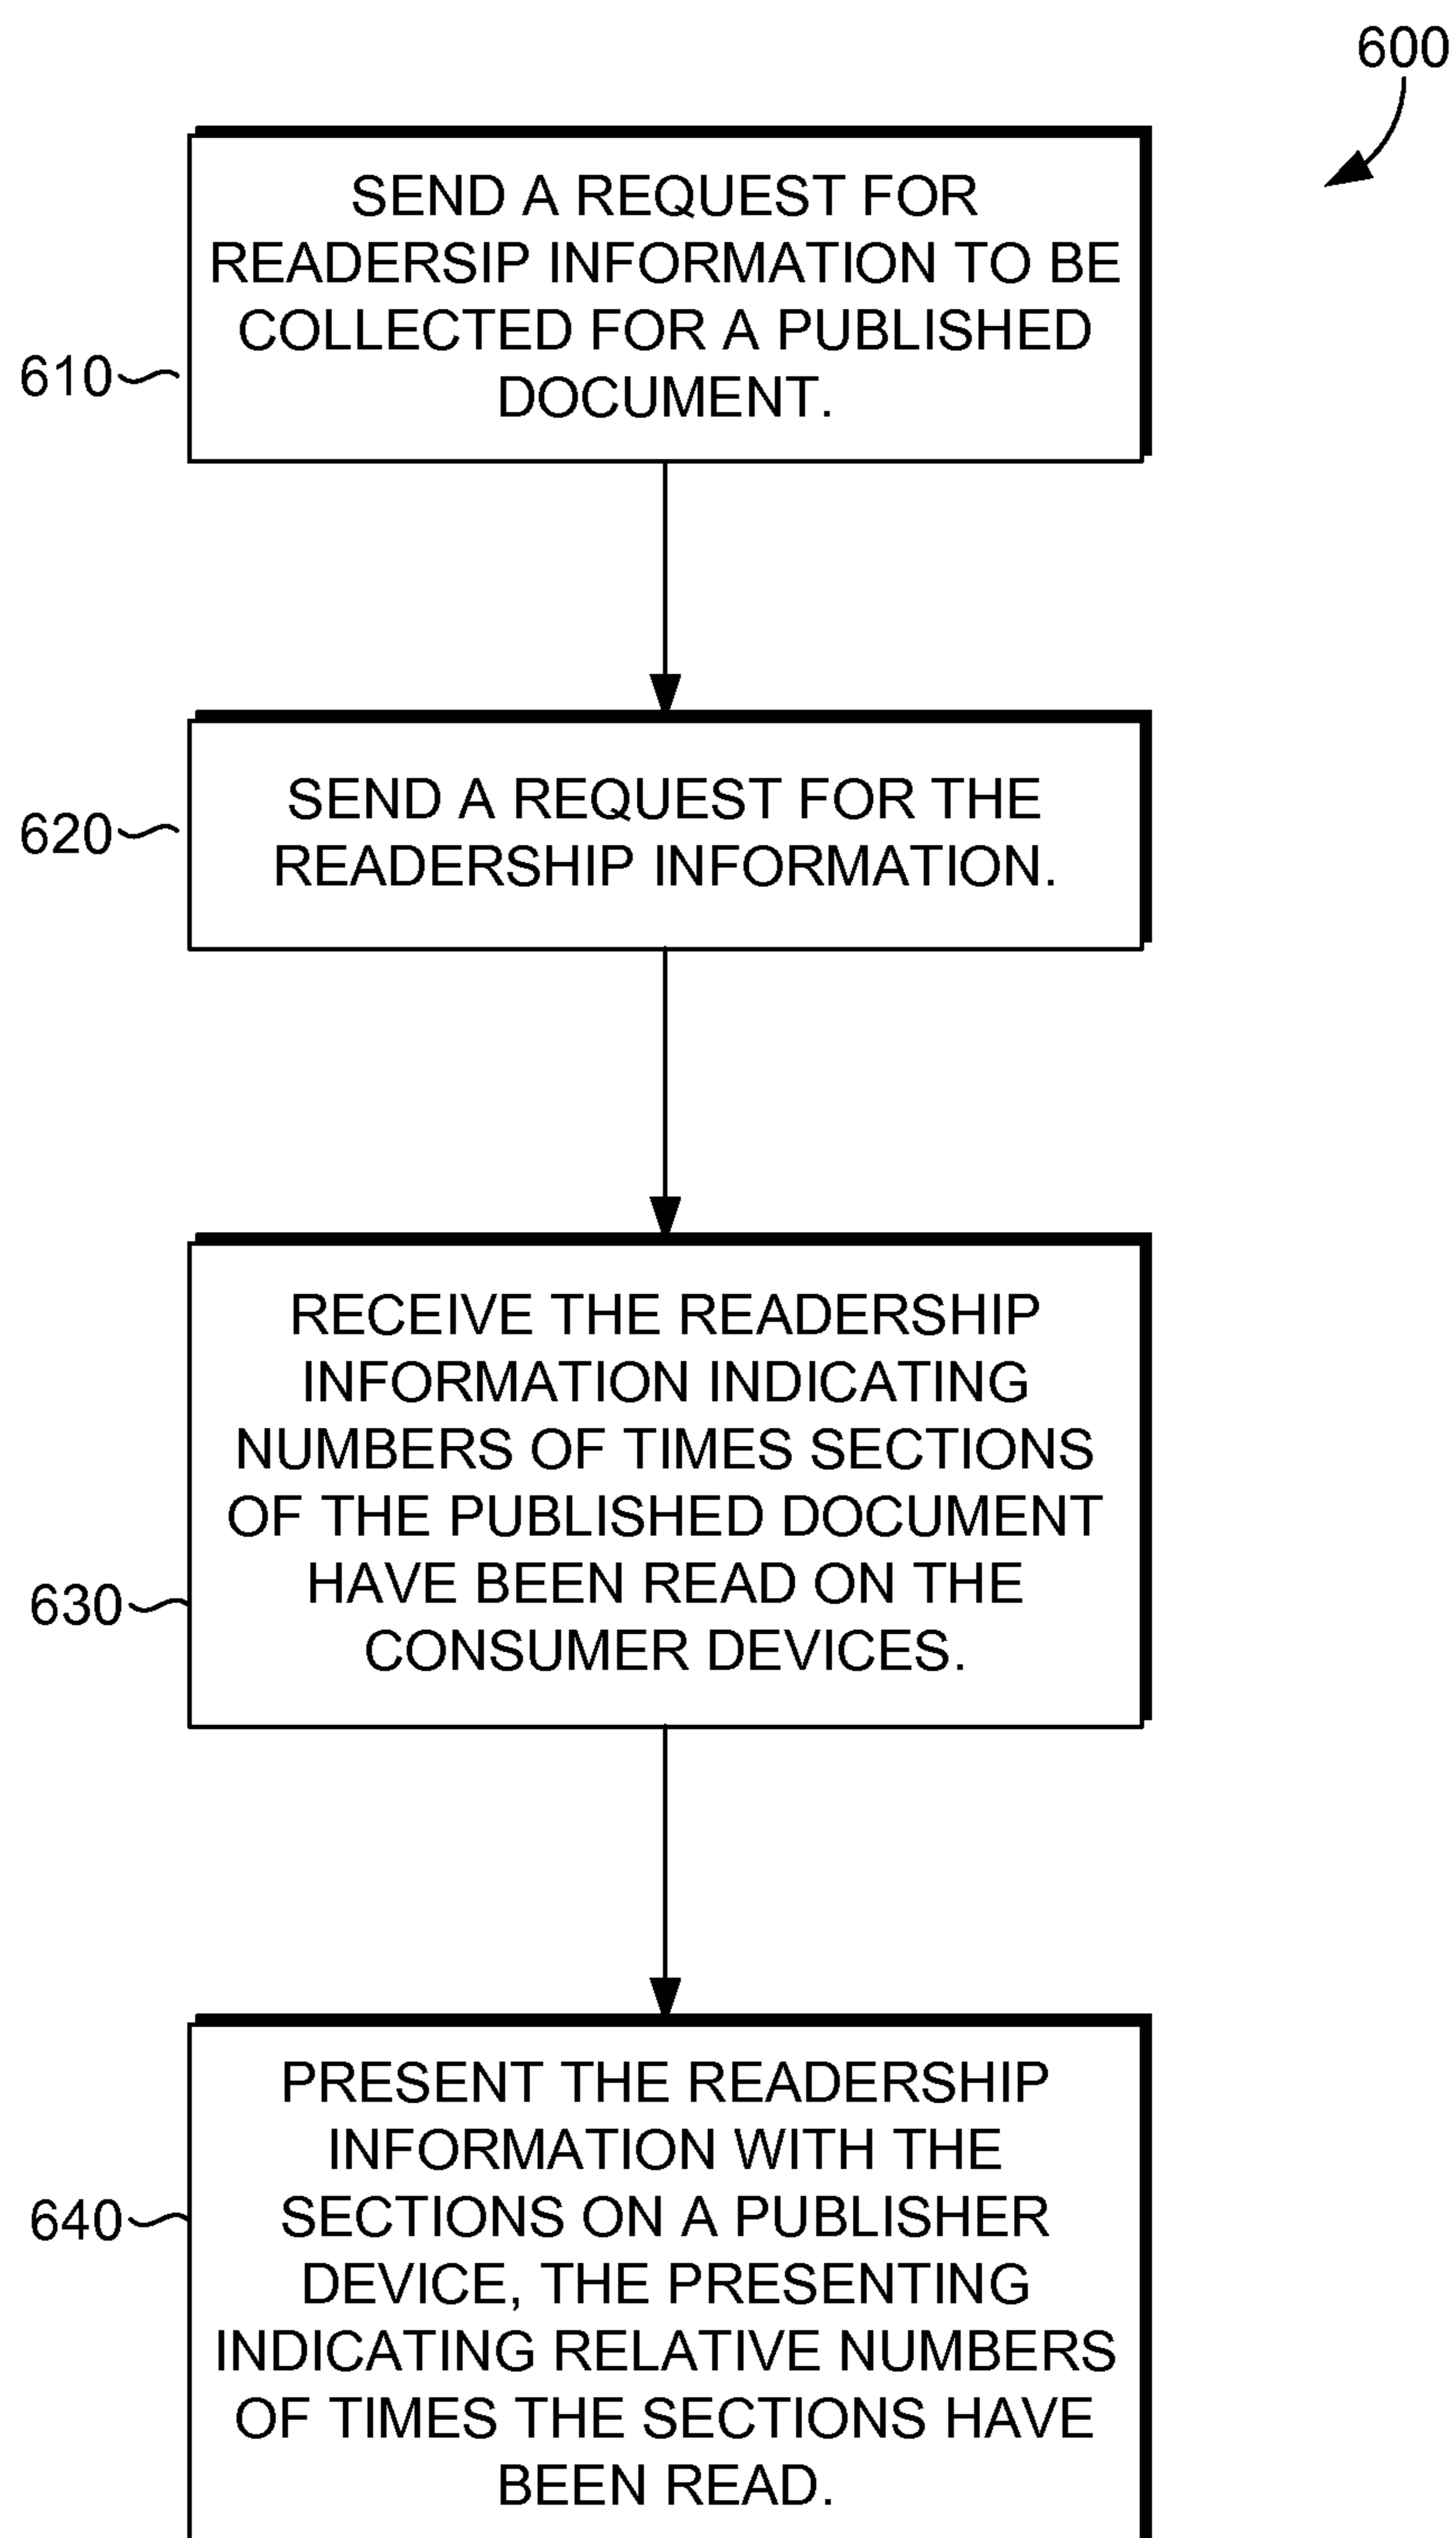 600
SEND A REQUEST FOR
READERSIP INFORMATION TO BE
COLLECTED FOR A PUBLISHED
DOCUMENT.
610
SEND A REQUEST FOR THE
READERSHIP INFORMATION.
620
RECEIVE THE READERSHIP
INFORMATION INDICATING
NUMBERS OF TIMES SECTIONS
OF THE PUBLISHED DOCUMENT
HAVE BEEN READ ON THE
CONSUMER DEVICES.
630
PRESENT THE READERSHIP
INFORMATION WITH THE
SECTIONS ON A PUBLISHER
DEVICE, THE PRESENTING
INDICATING RELATIVE NUMBERS
OF TIMES THE SECTIONS HAVE
BEEN READ.
640